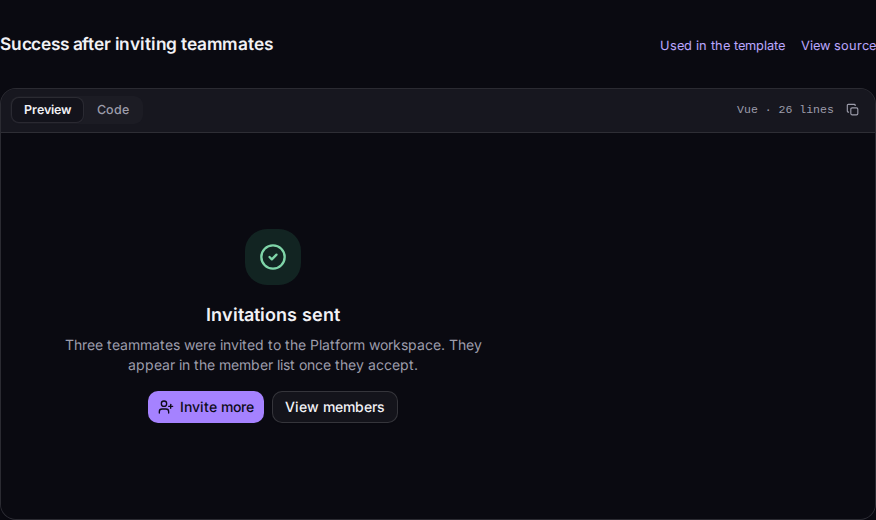 Success after inviting teammates
Used in the template View source
Preview Code
Vue · 26 lines
Invitations sent
Three teammates were invited to the Platform workspace. They
appear in the member list once they accept.
Invite more View members